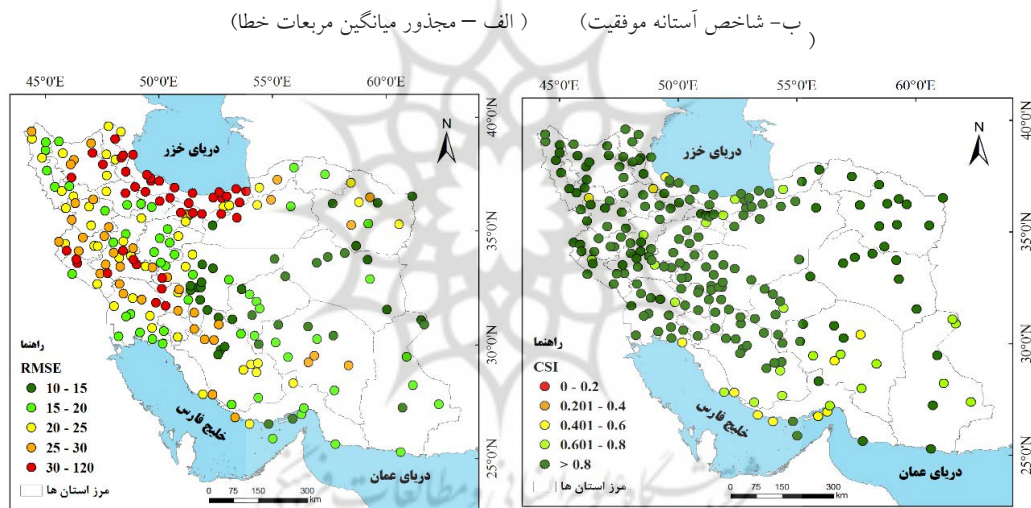 (الف – مجذور میانگین مربعات خطا)
ب- شاخص آستانه موفقیت)
(
45°0'E 50°0'E 55°0'E 60°0'E
40°0'N
35°0'N
30°0'N
25°0'N
N
دریای خزر
خلیج فارس
دریای عمان
راهنما
RMSE
10 - 15
15 - 20
20 - 25
25 - 30
30 - 120
مرز استان ها
0 75 150 300
km
45°0'E 50°0'E 55°0'E 60°0'E
40°0'N
35°0'N
30°0'N
25°0'N
N
دریای خزر
خلیج فارس
دریای عمان
راهنما
CSI
0 - 0.2
0.201 - 0.4
0.401 - 0.6
0.601 - 0.8
> 0.8
مرز استان ها
0 75 150 300
km